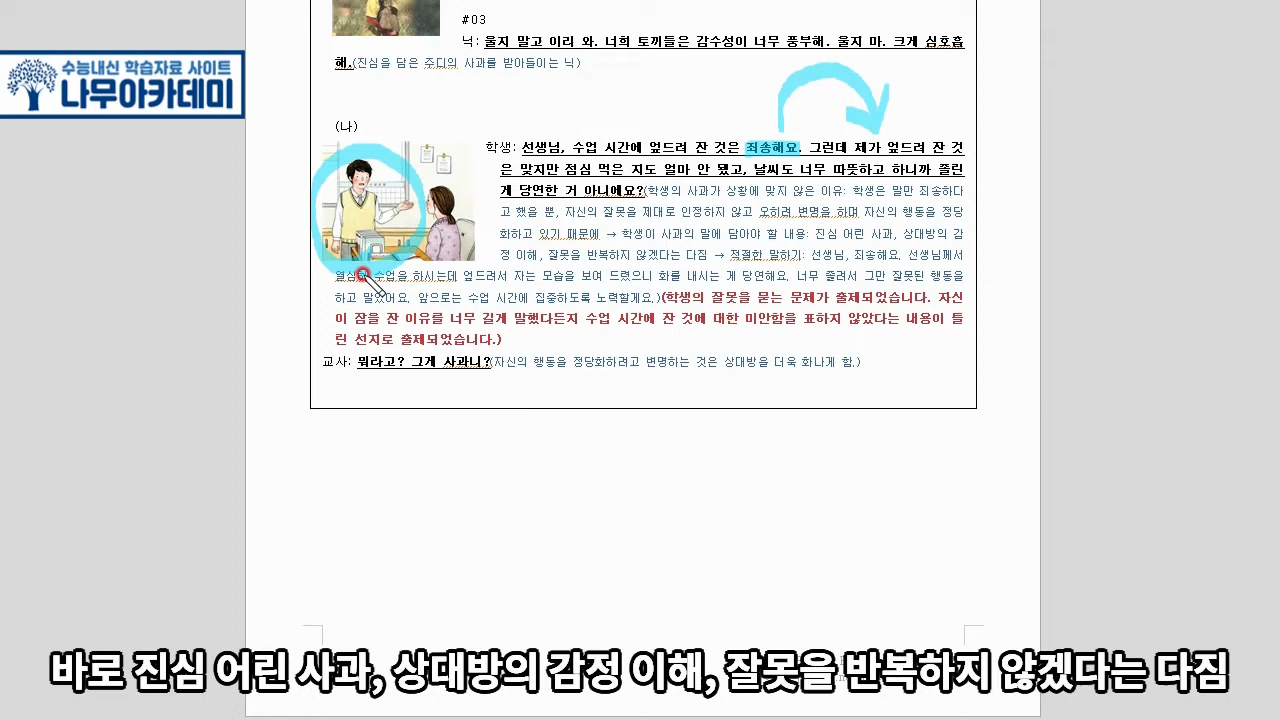 #03
닉: 울지 말고 이리 와. 너희 토끼들은 감수성이 너무 풍부해. 울지 마. 크게 심호흡
해.(진심을 담은 주디의 사과를 받아들이는 닉)
수능내신 학습자료 사이트
나무아카데미
(나)
학생: 선생님, 수업 시간에 엎드려 잔 것은 죄송해요. 그런데 제가 엎드려 잔 것
은 맞지만 점심 먹은 지도 얼마 안 됐고, 날씨도 너무 따뜻하고 하니까 졸린
게 당연한 거 아니에요?(학생의 사과가 상황에 맞지 않은 이유: 학생은 말만 죄송하다
고 했을 뿐, 자신의 잘못을 제대로 인정하지 않고 오히려 변명을 하며 자신의 행동을 정당
화하고 있기 때문에 → 학생이 사과의 말에 담아야 할 내용: 진심 어린 사과, 상대방의 감
정 이해, 잘못을 반복하지 않겠다는 다짐 → 적절한 말하기: 선생님, 죄송해요. 선생님께서
열심히 수업을 하시는데 엎드려서 자는 모습을 보여 드렸으니 화를 내시는 게 당연해요. 너무 졸려서 그만 잘못된 행동을
하고 말았어요. 앞으로는 수업 시간에 집중하도록 노력할게요.)(학생의 잘못을 묻는 문제가 출제되었습니다. 자신
이 잠을 잔 이유를 너무 길게 말했다든지 수업 시간에 잔 것에 대한 미안함을 표하지 않았다는 내용이 틀
린 선지로 출제되었습니다.)
교사: 뭐라고? 그게 사과니?(자신의 행동을 정당화하려고 변명하는 것은 상대방을 더욱 화나게 함.)
바로 진심 어린 사과, 상대방의 감정 이해, 잘못을 반복하지 않겠다는 다짐